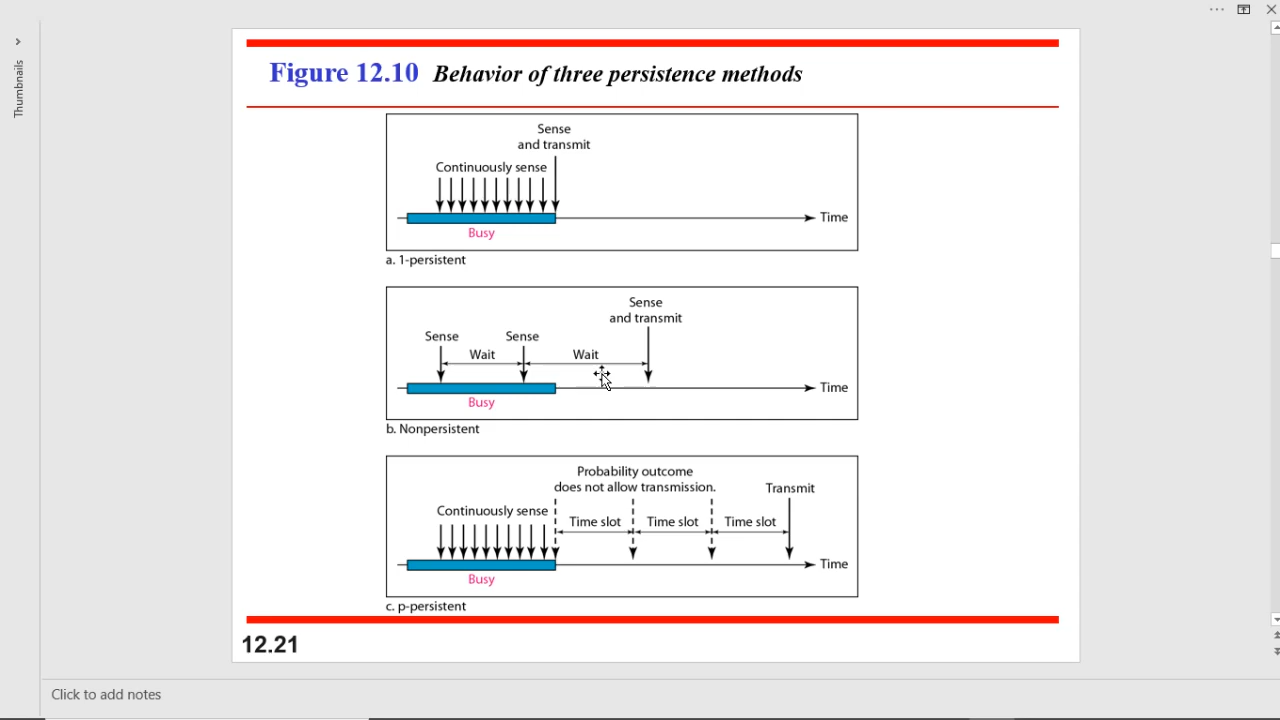 Thumbnails
Figure 12.10 Behavior of three persistence methods
Sense
and transmit
Continuously sense
Time
Busy
a. 1-persistent
Sense
and transmit
Sense Sense
Wait Wait
Time
Busy
b. Nonpersistent
Probability outcome
does not allow transmission.
Transmit
Continuously sense
Time slot Time slot Time slot
Time
Busy
c. p-persistent
12.21
Click to add notes